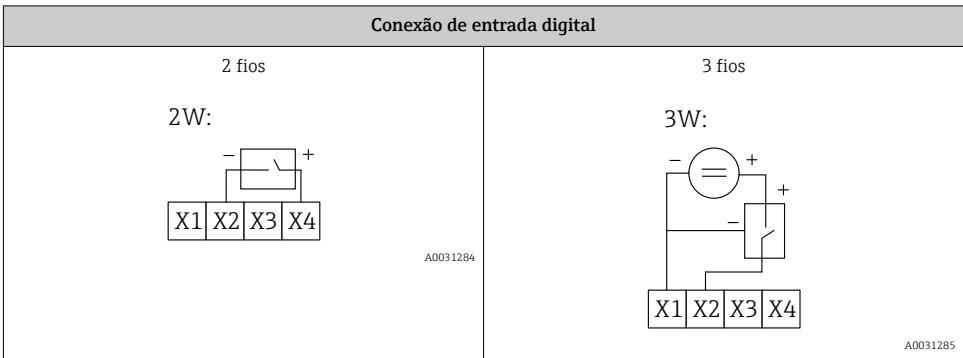 Conexão de entrada digital
2 fios
3 fios
2W:
− +
X1 X2 X3 X4
A0031284
3W:
− +
+
−
X1 X2 X3 X4
A0031285